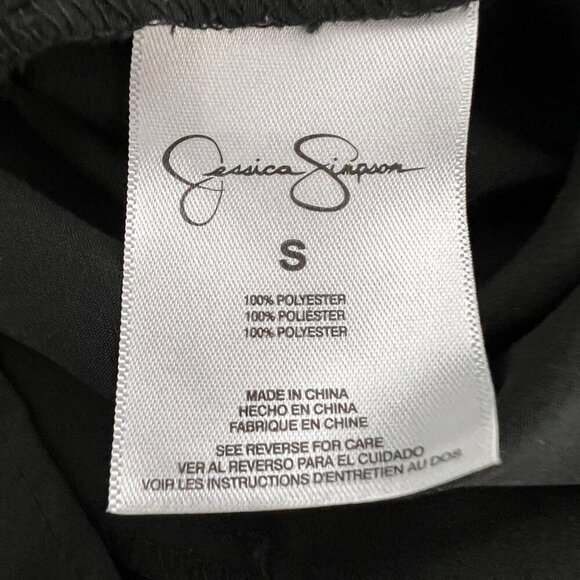 Jessica Simpson
S
100% POLYESTER
100% POLIÉSTER
100% POLYESTER
MADE IN CHINA
HECHO EN CHINA
FABRIQUE EN CHINE
SEE REVERSE FOR CARE
VER AL REVERSO PARA EL CUIDADO
VOIR LES INSTRUCTIONS D'ENTRETIEN AU DOS